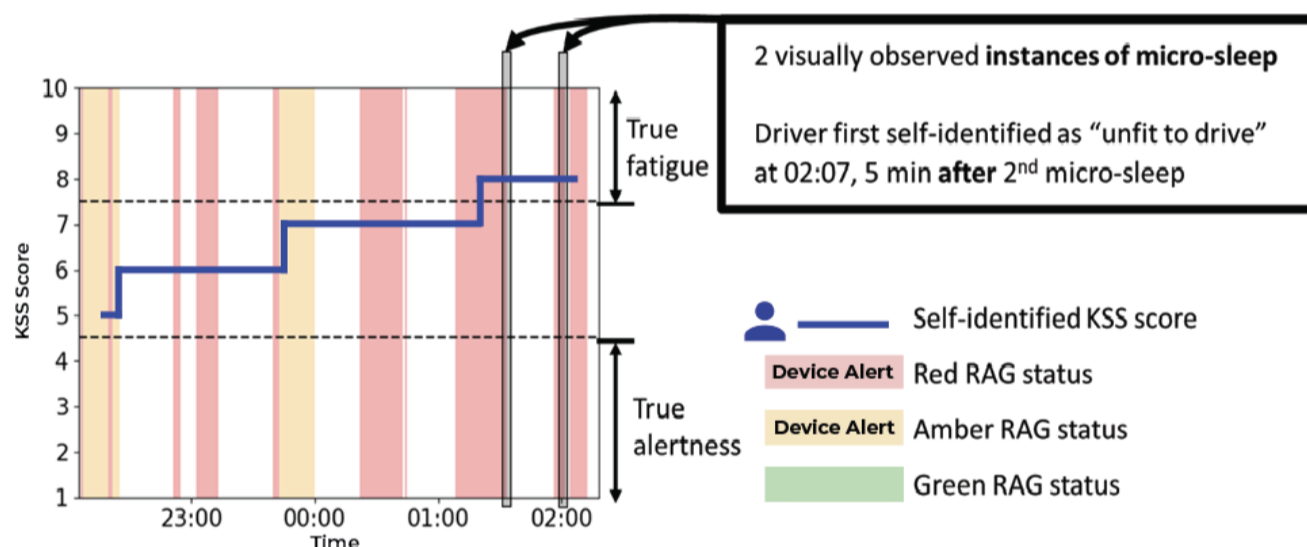 2 visually observed instances of micro-sleep
Driver first self-identified as “unfit to drive”
at 02:07, 5 min after 2nd micro-sleep
10
9
8
7
6
5
4
3
2
1
KSS Score
True
fatigue
True
alertness
23:00
00:00
01:00
02:00
Time
Self-identified KSS score
Device Alert Red RAG status
Device Alert Amber RAG status
Green RAG status